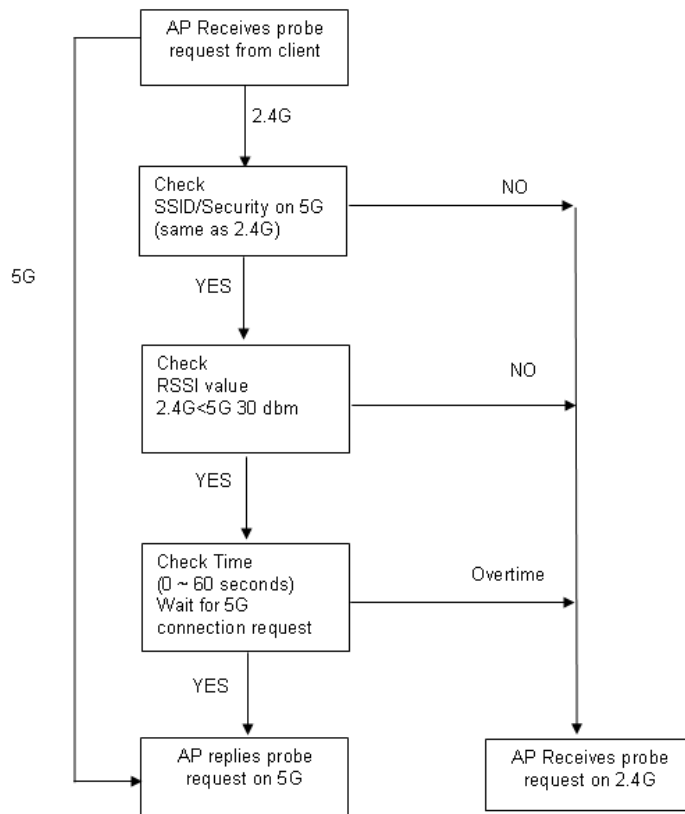 AP Receives probe
request from client
2.4G
Check
SSID/Security on 5G
(same as 2.4G)
NO
5G
YES
Check
RSSI value
2.4G<5G 30 dbm
NO
YES
Check Time
(0 ~ 60 seconds)
Wait for 5G
connection request
Overtime
YES
AP replies probe
request on 5G
AP Receives probe
request on 2.4G